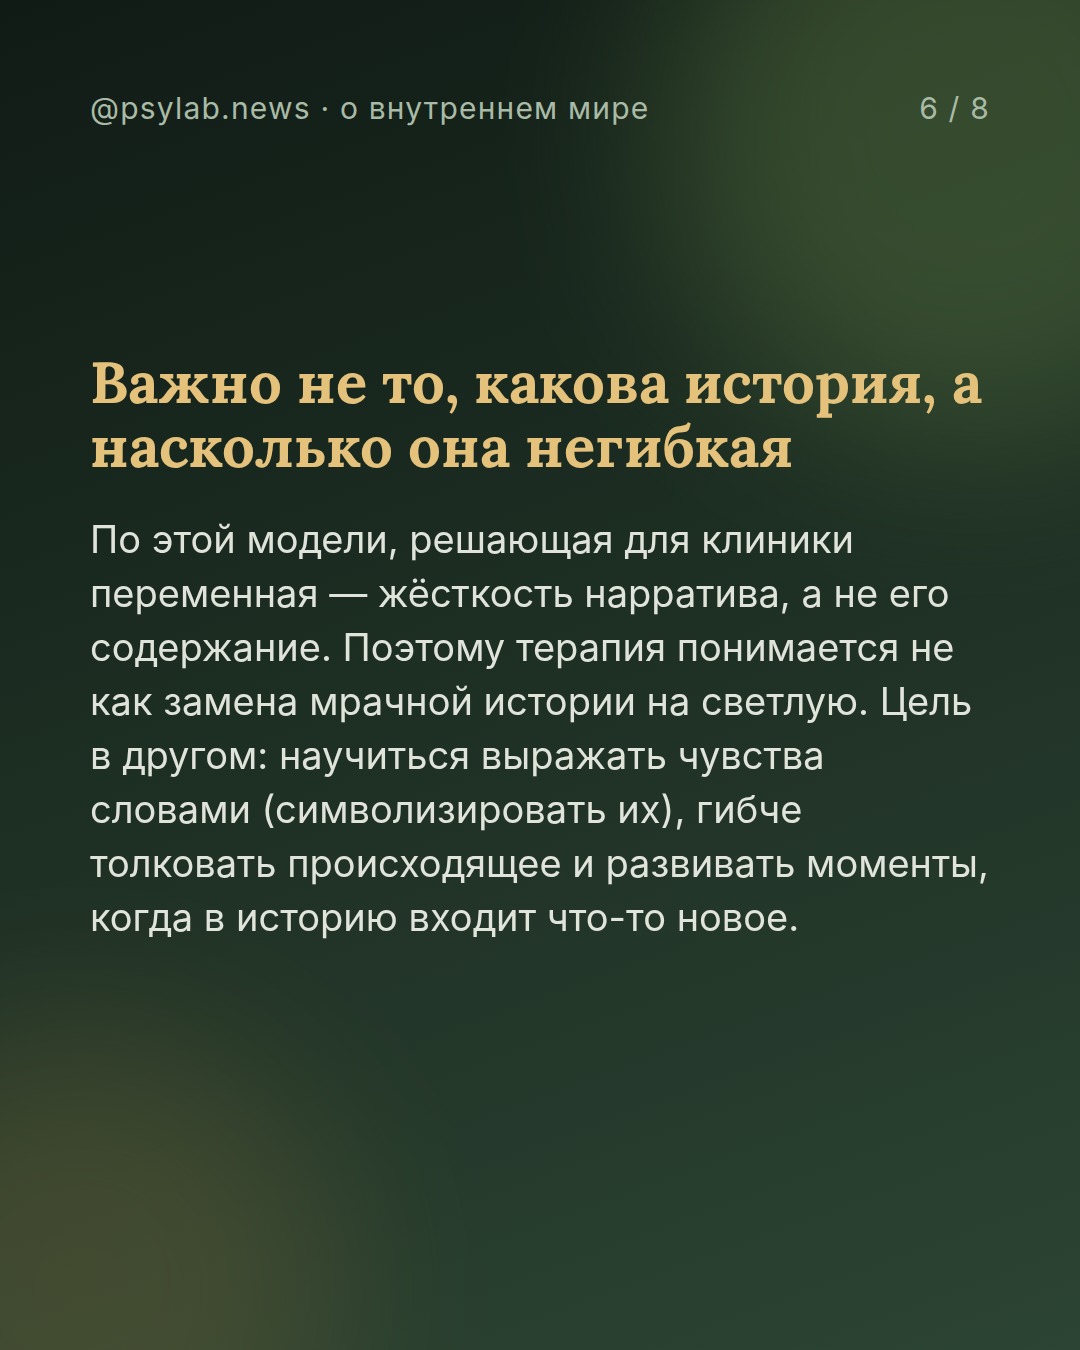 @psylab.news · о внутреннем мире
6 / 8
Важно не то, какова история, а
насколько она негибкая
По этой модели, решающая для клиники
переменная — жёсткость нарратива, а не его
содержание. Поэтому терапия понимается не
как замена мрачной истории на светлую. Цель
в другом: научиться выражать чувства
словами (символизировать их), гибче
толковать происходящее и развивать моменты,
когда в историю входит что-то новое.